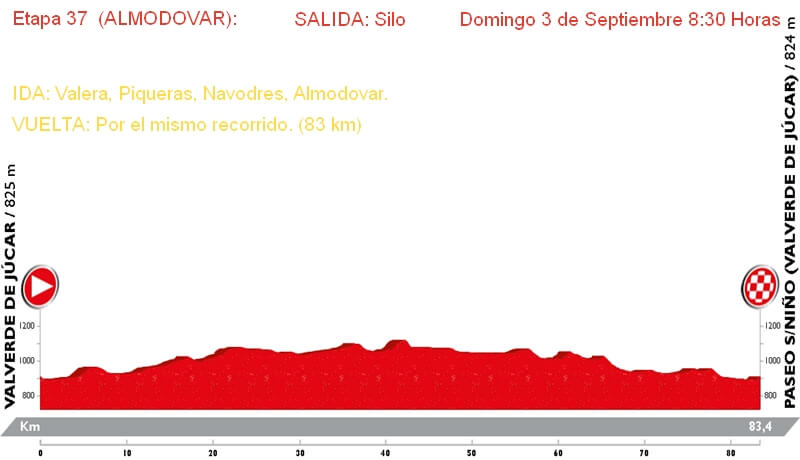 Etapa 37 (ALMODOVAR): SALIDA: Silo Domingo 3 de Septiembre 8:30 Horas
IDA: Valera, Piqueras, Navodres, Almodovar.
VUELTA: Por el mismo recorrido. (83 km)
VALVERDE DE JÚCAR / 825 m
PASEO S/NIÑO (VALVERDE DE JÚCAR) / 824 m
1200 1200
1000 1000
800 800
Km 83,4
0 10 20 30 40 50 60 70 80